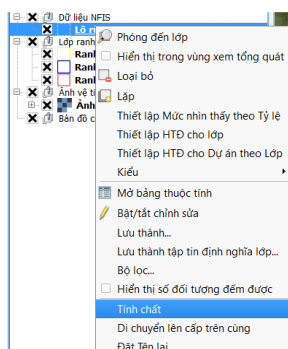 Dữ liệu NFIS
Lô
Lớp ranh
Ranh
Ranh
Ranh
Ảnh vệ ti
Ảnh
Bản đồ
Phóng đến lớp
Hiển thị trong vùng xem tổng quát
Loại bỏ
Lặp
Thiết lập Mức nhìn thấy theo Tỷ lệ
Thiết lập HTĐ cho lớp
Thiết lập HTĐ cho Dự án theo Lớp
Kiểu
Mở bảng thuộc tính
Bật/tắt chỉnh sửa
Lưu thành...
Lưu thành tập tin định nghĩa lớp...
Bộ lọc...
Hiển thị số đối tượng đếm được
Tính chất
Di chuyển lên cấp trên cùng
Đặt Tên lại